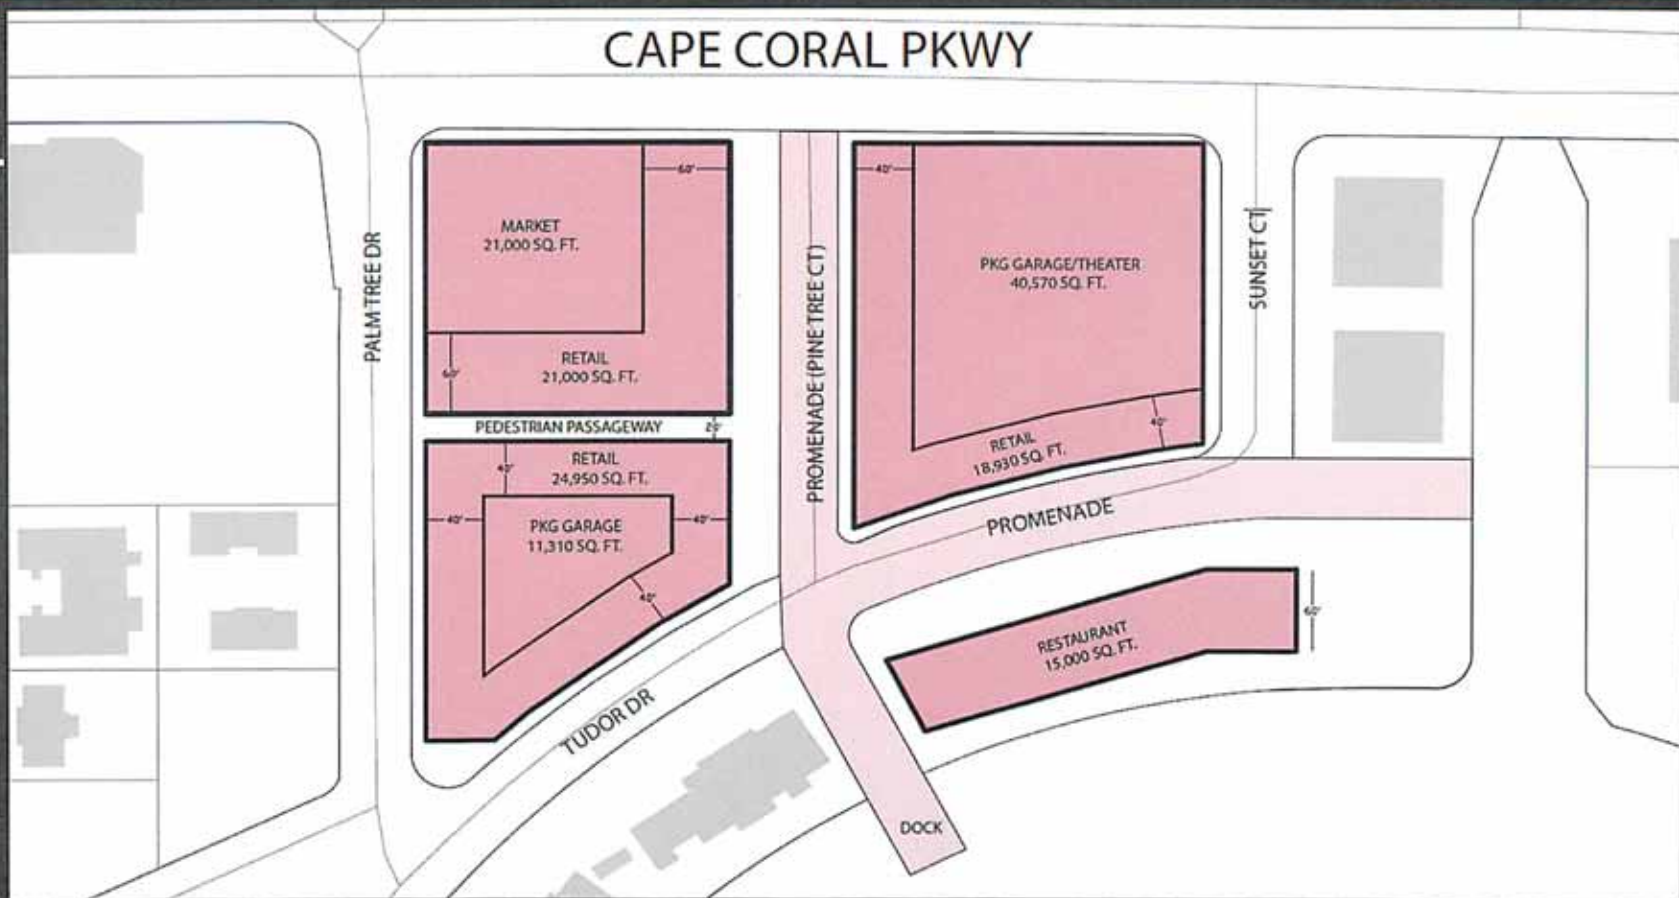 CAPE CORAL PKWY
PALM TREE DR
MARKET
21,000 SQ. FT.
60'
RETAIL
21,000 SQ. FT.
60'
PEDESTRIAN PASSAGEWAY
RETAIL
24,950 SQ. FT.
40'
40'
40'
PKG GARAGE
11,310 SQ. FT.
40'
TUDOR DR
PROMENADE (PINE TREE CT)
40'
PKG GARAGE/THEATER
40,570 SQ. FT.
RETAIL
18,930 SQ. FT.
40'
SUNSET CT
PROMENADE
RESTAURANT
15,000 SQ. FT.
60'
DOCK